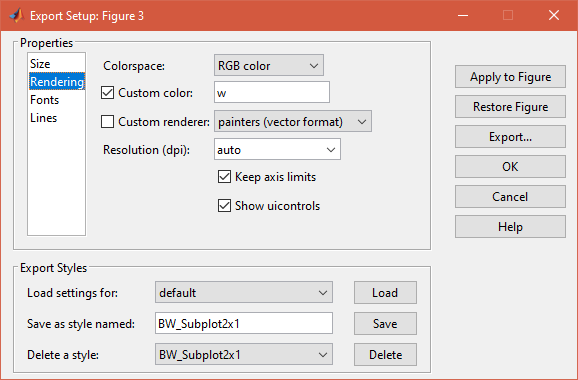 Export Setup: Figure 3
Properties
Size
Rendering
Fonts
Lines
Colorspace: RGB color
Custom color: w
Custom renderer: painters (vector format)
Resolution (dpi): auto
Keep axis limits
Show uicontrols
Apply to Figure
Restore Figure
Export...
OK
Cancel
Help
Export Styles
Load settings for: default Load
Save as style named: BW_Subplot2x1 Save
Delete a style: BW_Subplot2x1 Delete